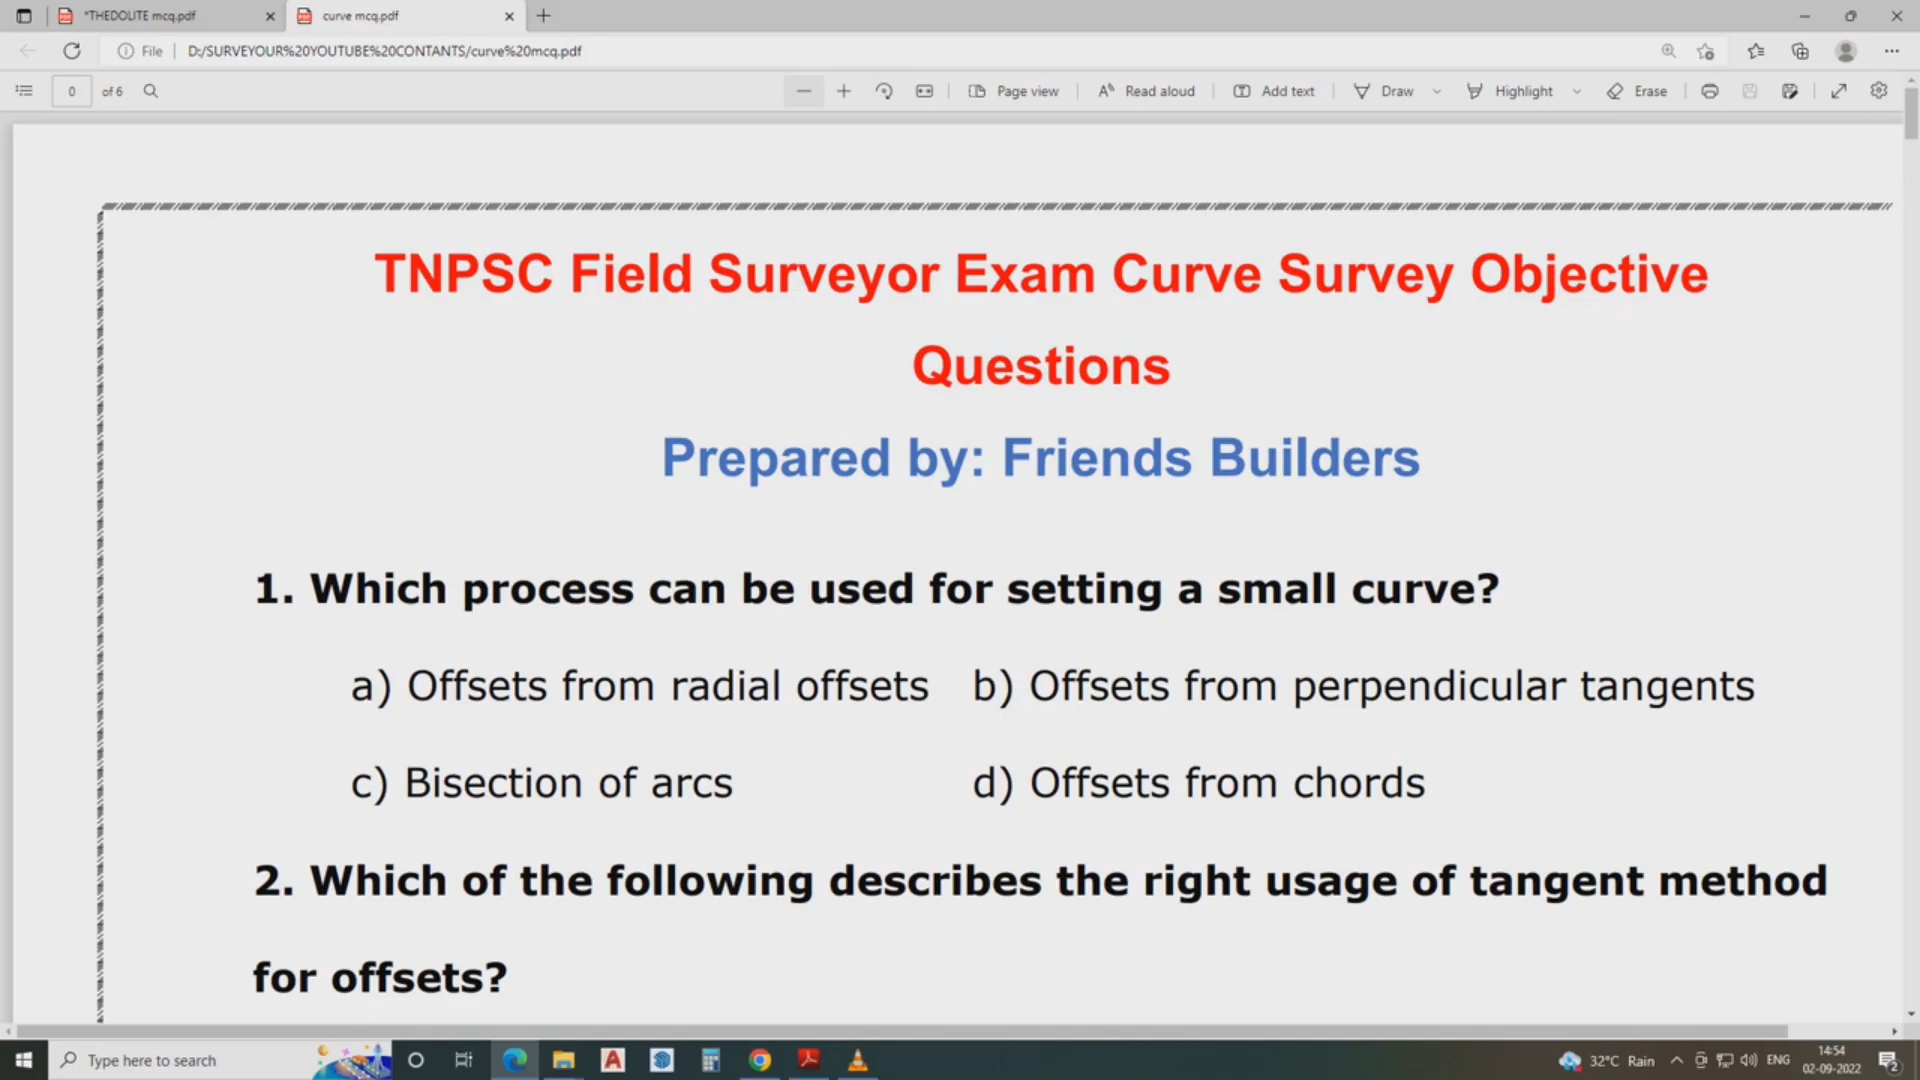 *THEDOLITE mcq.pdf
curve mcq.pdf
File
D:/SURVEYOUR%20YOUTUBE%20CONTANTS/curve%20mcq.pdf
0 of 6
Page view
Read aloud
Add text
Draw
Highlight
Erase
TNPSC Field Surveyor Exam Curve Survey Objective
Questions
Prepared by: Friends Builders
1. Which process can be used for setting a small curve?
a) Offsets from radial offsets b) Offsets from perpendicular tangents
c) Bisection of arcs d) Offsets from chords
2. Which of the following describes the right usage of tangent method
for offsets?
Type here to search
32°C Rain
ENG
14:54
02-09-2022
2